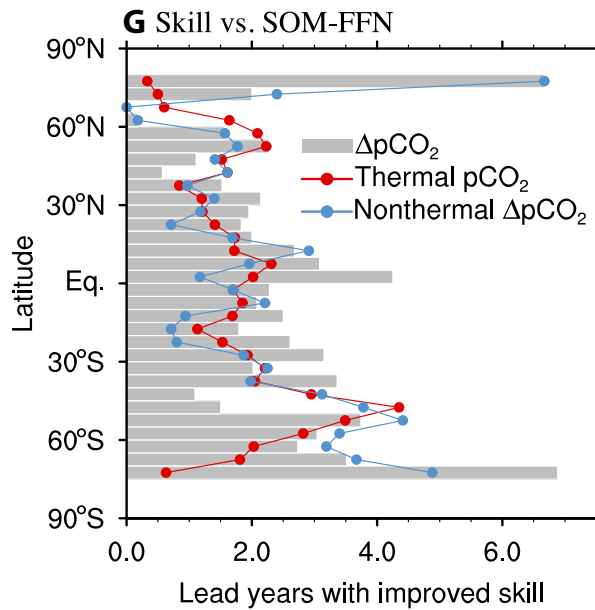 G Skill vs. SOM-FFN
90°N
60°N
30°N
Eq.
30°S
60°S
90°S
Latitude
ΔpCO₂
Thermal pCO₂
Nonthermal ΔpCO₂
0.0 2.0 4.0 6.0
Lead years with improved skill